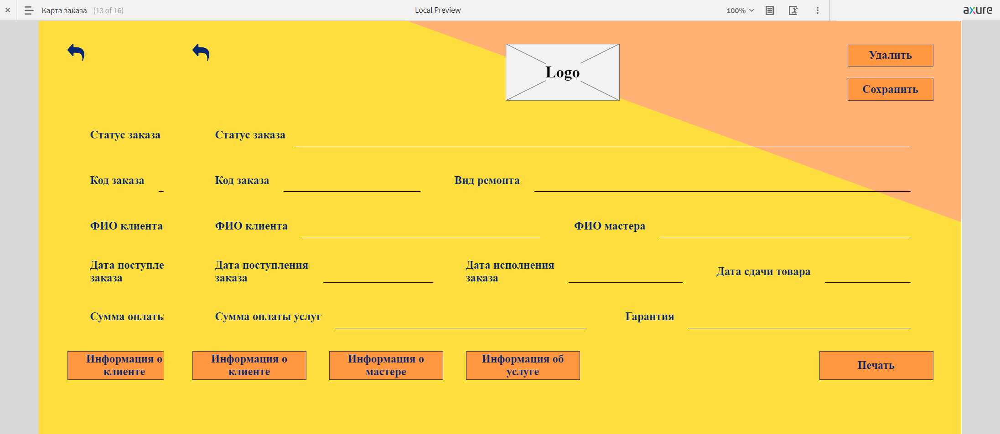 Карта заказа (13 of 16) Local Preview 100% axure
Logo
Удалить
Сохранить
Статус заказа Статус заказа
Код заказа Код заказа Вид ремонта
ФИО клиента ФИО клиента ФИО мастера
Дата поступле Дата поступления Дата исполнения
заказа заказа заказа Дата сдачи товара
Сумма оплаты Сумма оплаты услуг Гарантия
Информация о Информация о Информация о Информация об
клиенте клиенте мастере услуге Печать